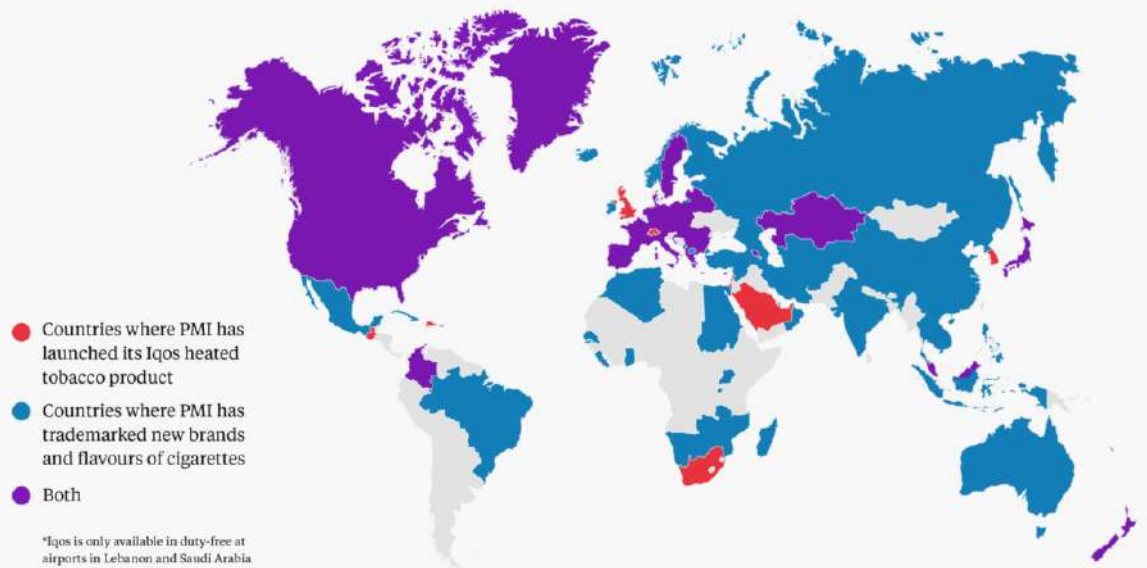 Countries where PMI has
launched its Iqos heated
tobacco product
Countries where PMI has
trademarked new brands
and flavours of cigarettes
Both
*Iqos is only available in duty-free at
airports in Lebanon and Saudi Arabia